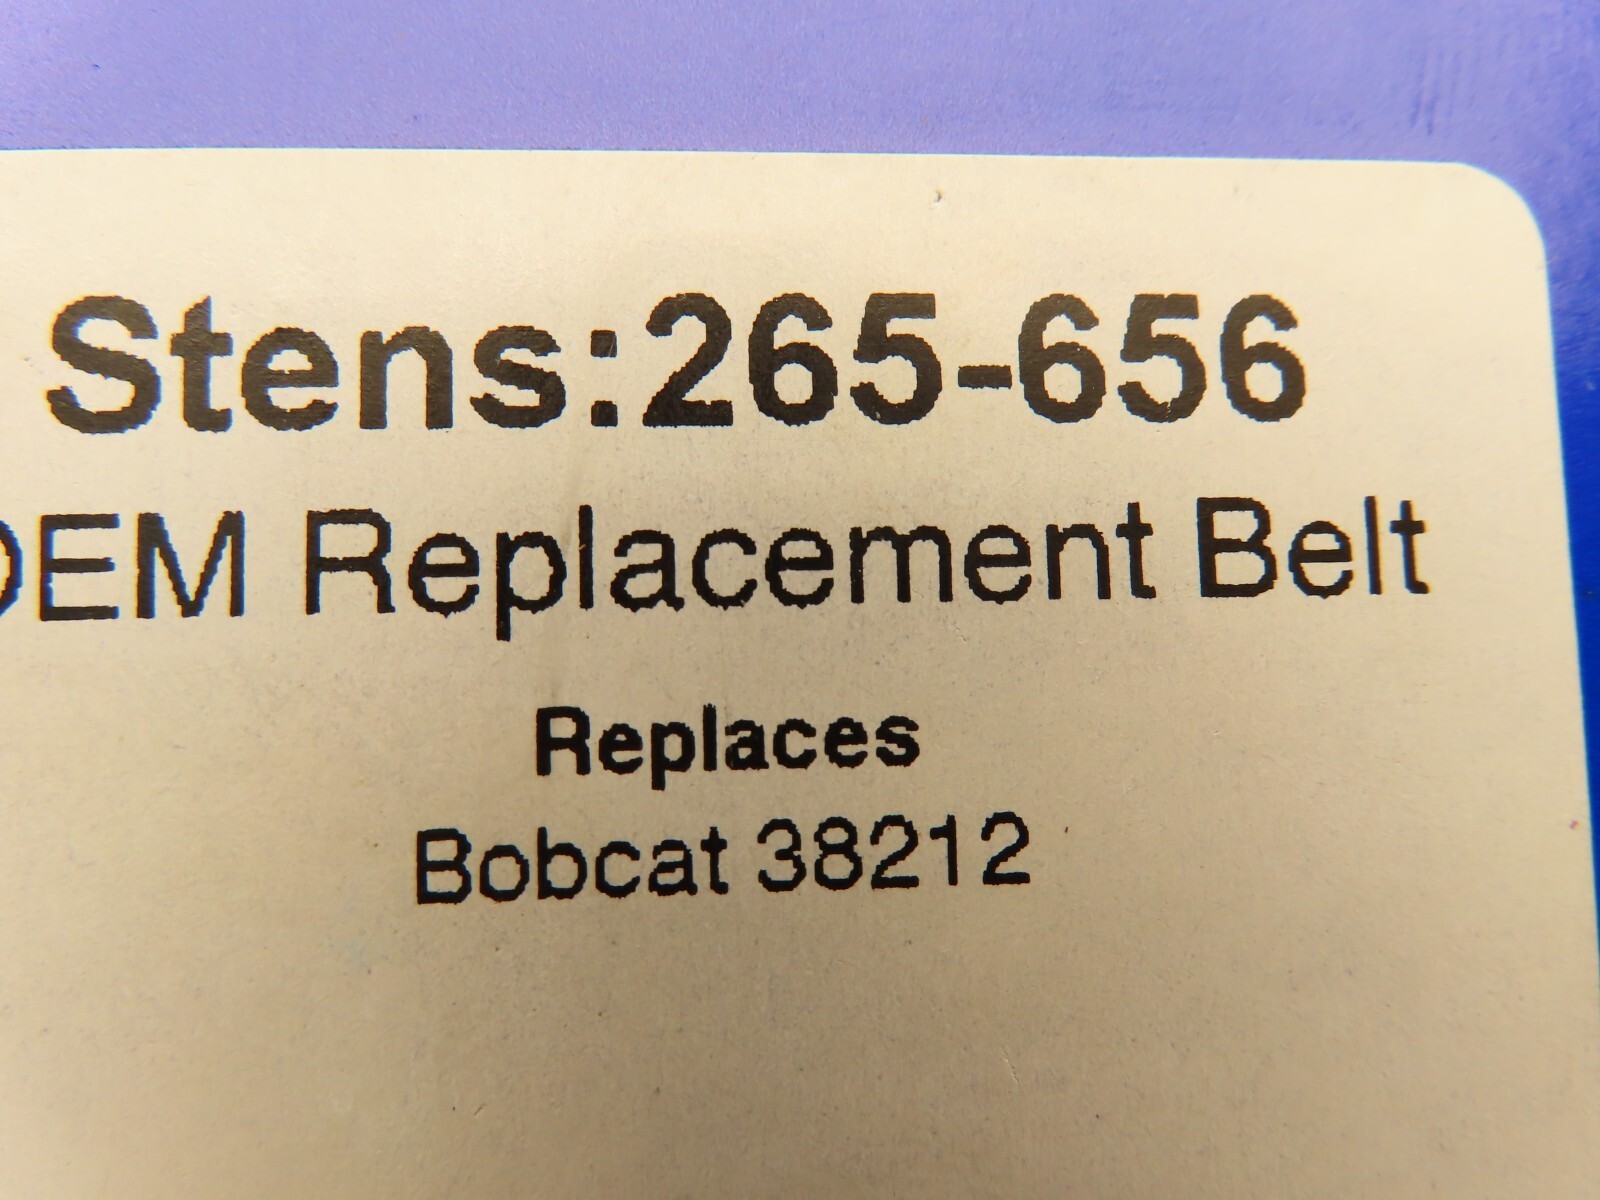 Stens:265-656
OEM Replacement Belt
Replaces
Bobcat 38212